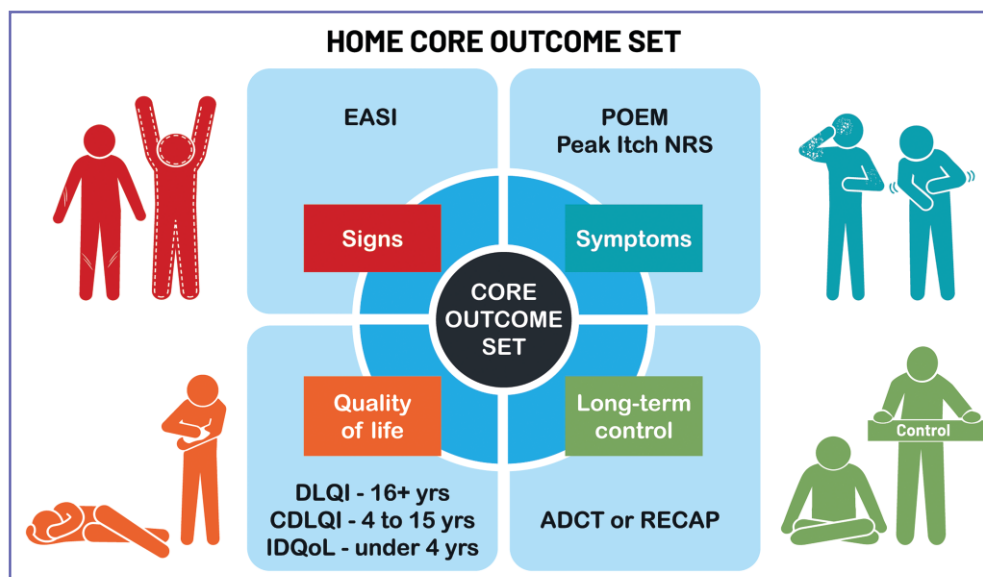 HOME CORE OUTCOME SET
EASI
POEM
Peak Itch NRS
Signs
Symptoms
CORE
OUTCOME
SET
Quality
of life
Long-term
control
Control
DLQI - 16+ yrs
CDLQI - 4 to 15 yrs
IDQoL - under 4 yrs
ADCT or RECAP